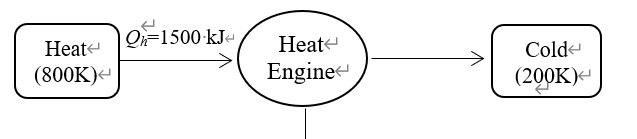 Heat
(800K)
Qh=1500 kJ
Heat
Engine
Cold
(200K)